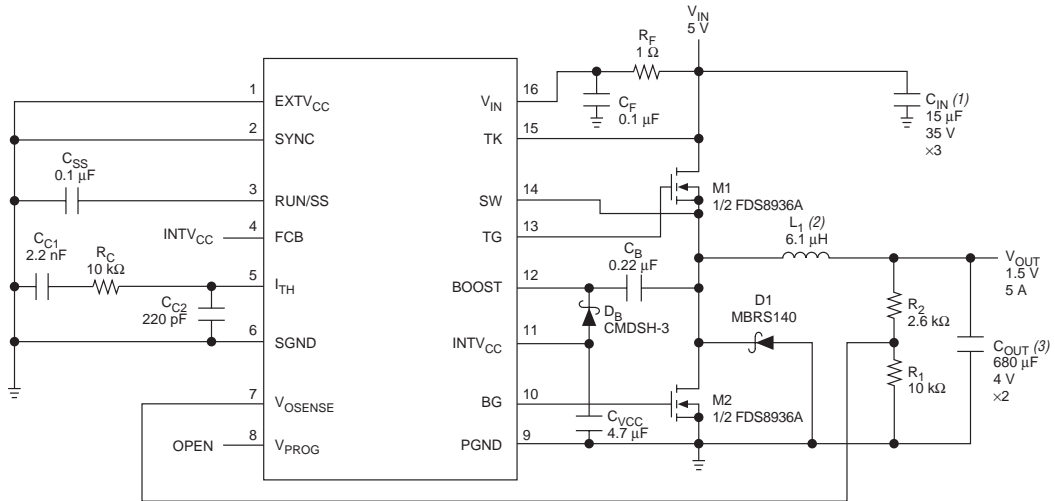 V_IN
5 V
R_F
1 Ω
C_F
0.1 µF
C_IN (1)
15 µF
35 V
×3
1
EXTV_CC
2
SYNC
C_SS
0.1 µF
3
RUN/SS
INTV_CC
4
FCB
C_C1
2.2 nF
R_C
10 kΩ
5
I_TH
C_C2
220 pF
6
SGND
7
V_OSENSE
OPEN
8
V_PROG
V_IN
16
TK
15
SW
14
TG
13
BOOST
12
INTV_CC
11
BG
10
PGND
9
M1
1/2 FDS8936A
C_B
0.22 µF
D_B
CMDSH-3
L_1 (2)
6.1 µH
D1
MBRS140
M2
1/2 FDS8936A
C_VCC
4.7 µF
V_OUT
1.5 V
5 A
R_2
2.6 kΩ
R_1
10 kΩ
C_OUT (3)
680 µF
4 V
×2